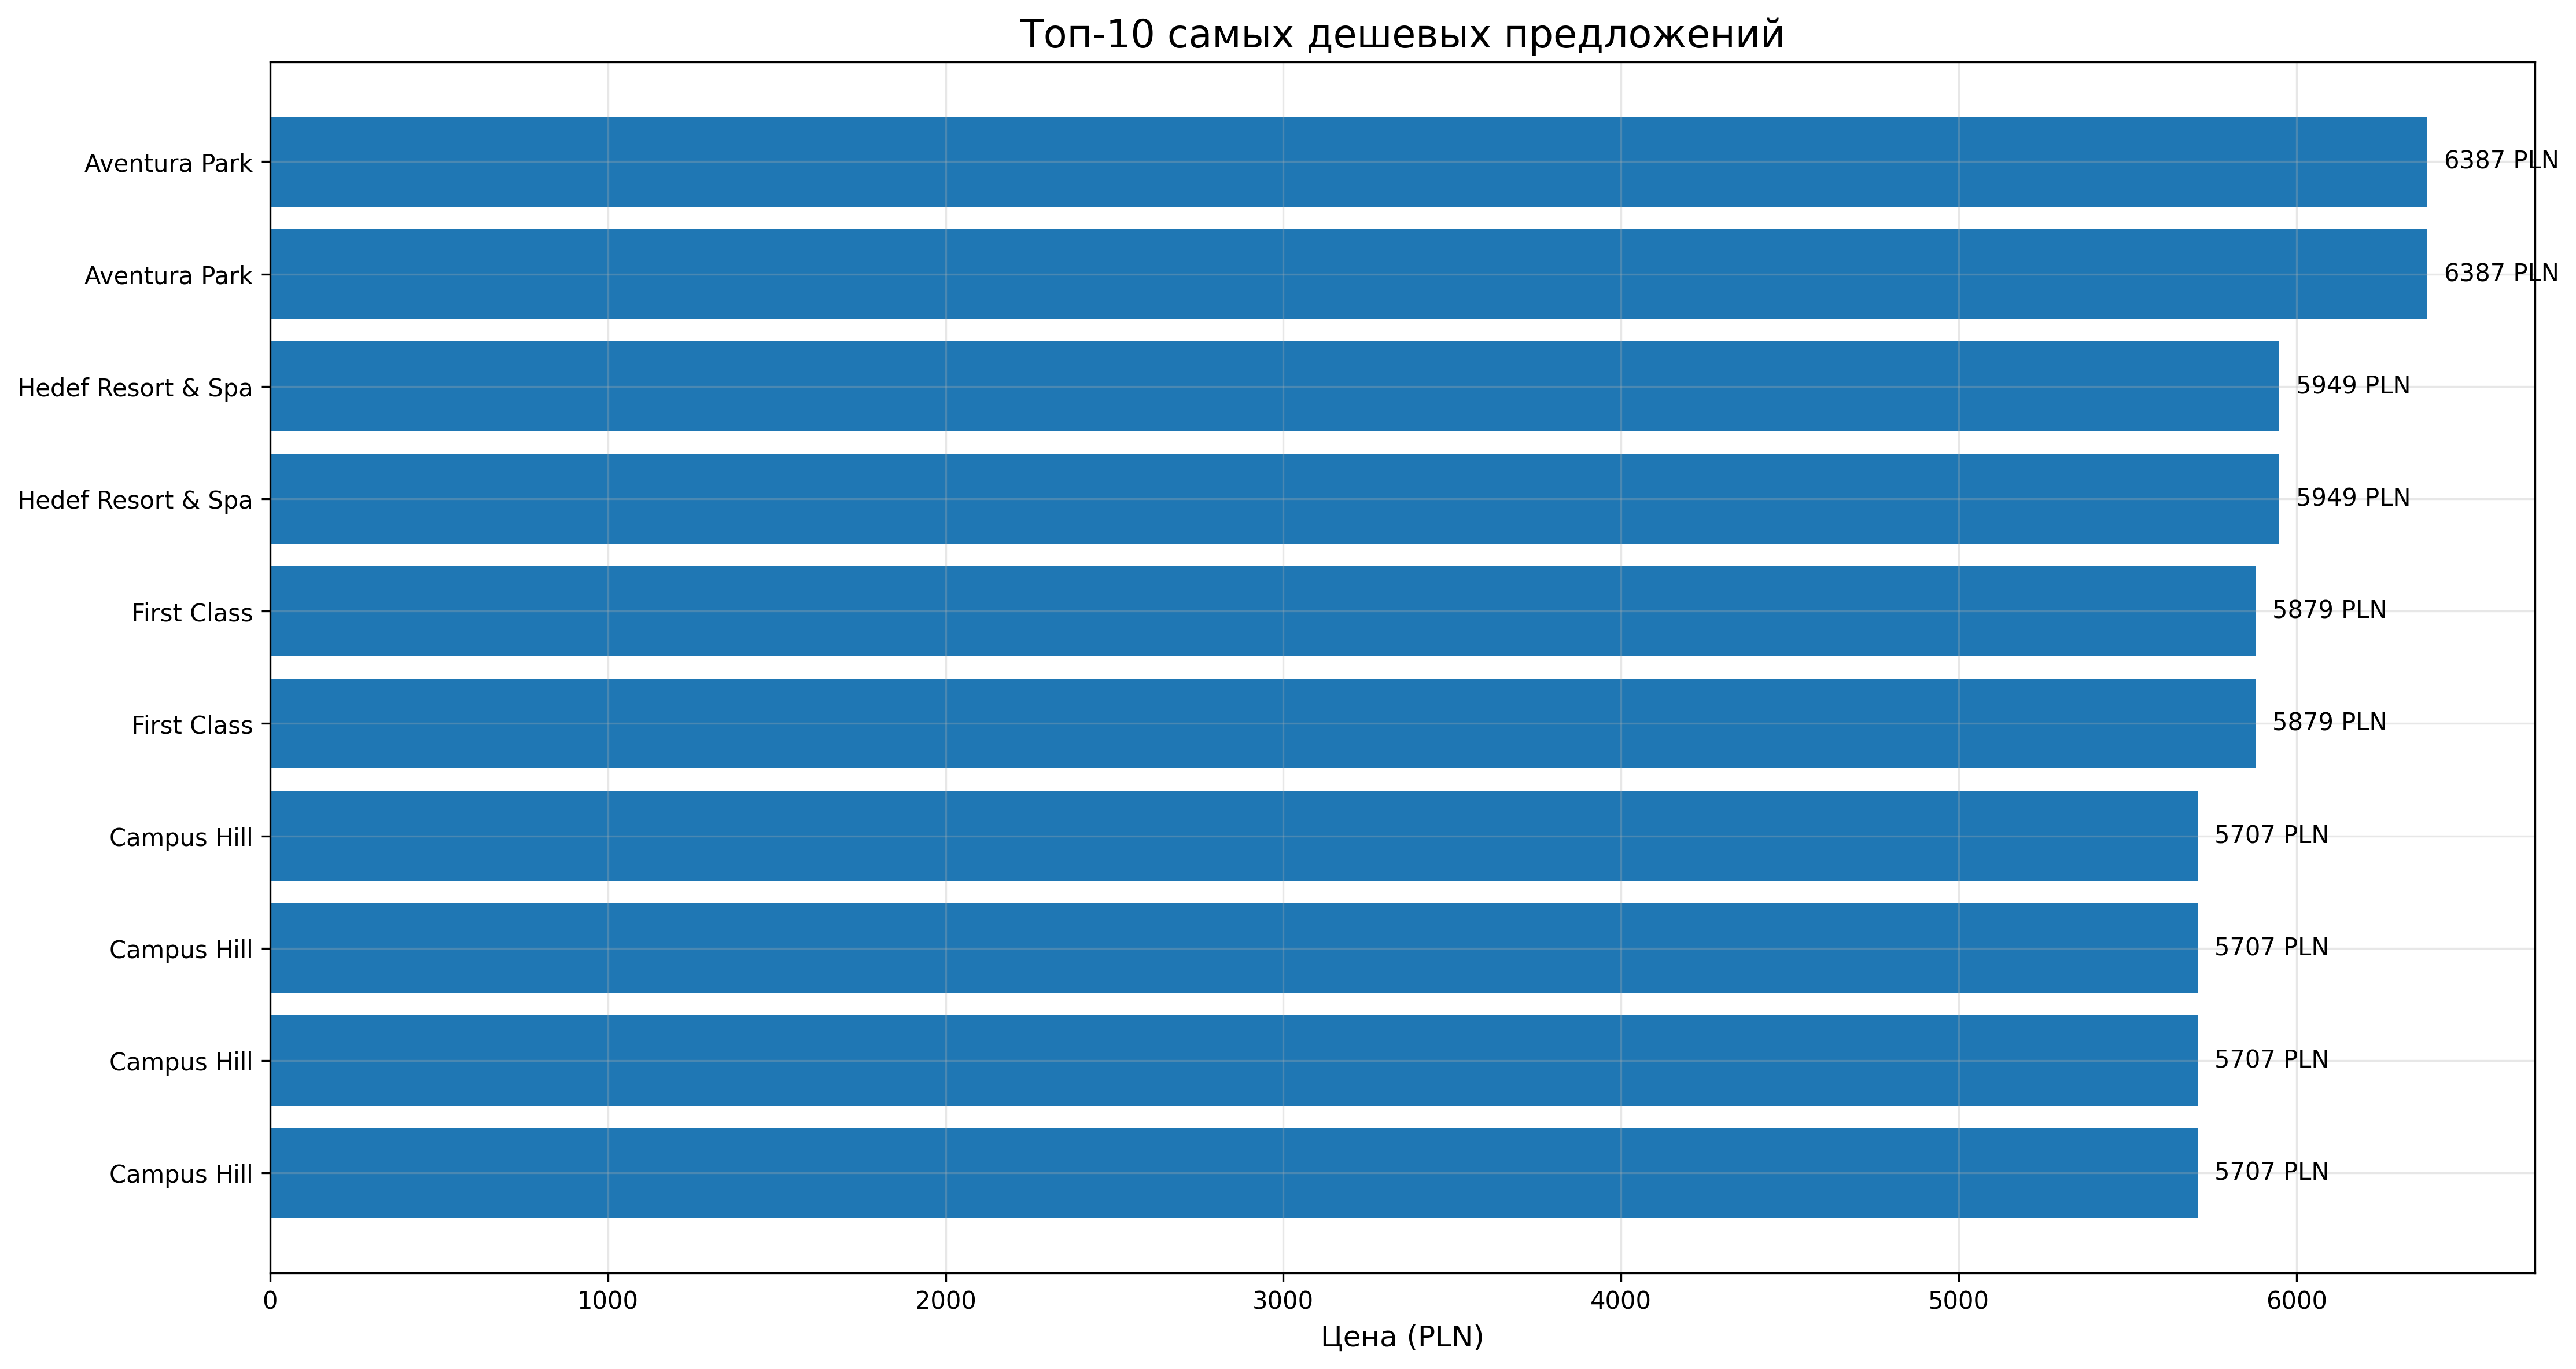 Топ-10 самых дешевых предложений
Aventura Park 6387 PLN
Aventura Park 6387 PLN
Hedef Resort & Spa 5949 PLN
Hedef Resort & Spa 5949 PLN
First Class 5879 PLN
First Class 5879 PLN
Campus Hill 5707 PLN
Campus Hill 5707 PLN
Campus Hill 5707 PLN
Campus Hill 5707 PLN
0 1000 2000 3000 4000 5000 6000
Цена (PLN)